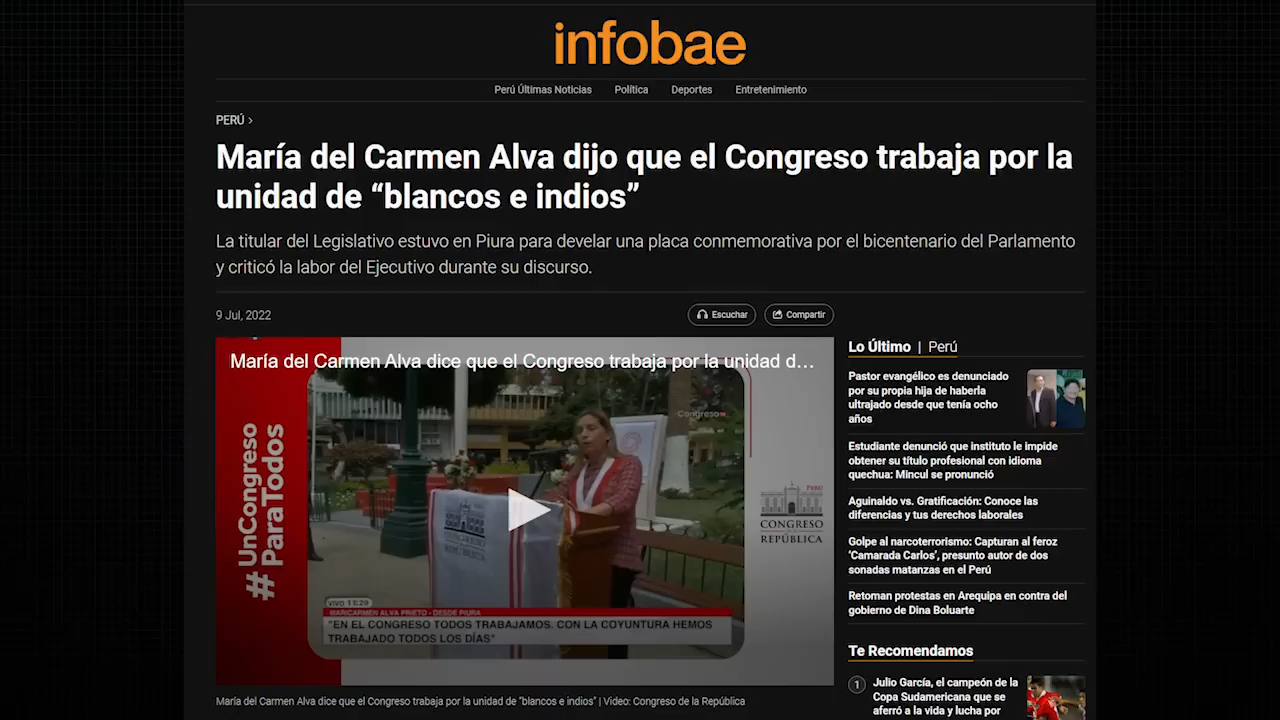 infobae
Perú Últimas Noticias
Política
Deportes
Entretenimiento
PERÚ >
María del Carmen Alva dijo que el Congreso trabaja por la
unidad de “blancos e indios”
La titular del Legislativo estuvo en Piura para develar una placa conmemorativa por el bicentenario del Parlamento
y criticó la labor del Ejecutivo durante su discurso.
9 Jul, 2022
Escuchar
Compartir
María del Carmen Alva dice que el Congreso trabaja por la unidad d...
#UnCongreso
ParaTodos
Congreso
PERÚ
CONGRESO
REPÚBLICA
VIVO 11:20
MARICARMEN ALVA PRIETO - DESDE PIURA
"EN EL CONGRESO TODOS TRABAJAMOS. CON LA COYUNTURA HEMOS
TRABAJADO TODOS LOS DÍAS"
María del Carmen Alva dice que el Congreso trabaja por la unidad de “blancos e indios” | Video: Congreso de la República
Lo Último | Perú
Pastor evangélico es denunciado
por su propia hija de haberla
ultrajado desde que tenía ocho
años
Estudiante denunció que instituto le impide
obtener su título profesional con idioma
quechua: Mincul se pronunció
Aguinaldo vs. Gratificación: Conoce las
diferencias y tus derechos laborales
Golpe al narcoterrorismo: Capturan al feroz
‘Camarada Carlos’, presunto autor de dos
sonadas matanzas en el Perú
Retoman protestas en Arequipa en contra del
gobierno de Dina Boluarte
Te Recomendamos
1
Julio García, el campeón de la
Copa Sudamericana que se
aferró a la vida y lucha por